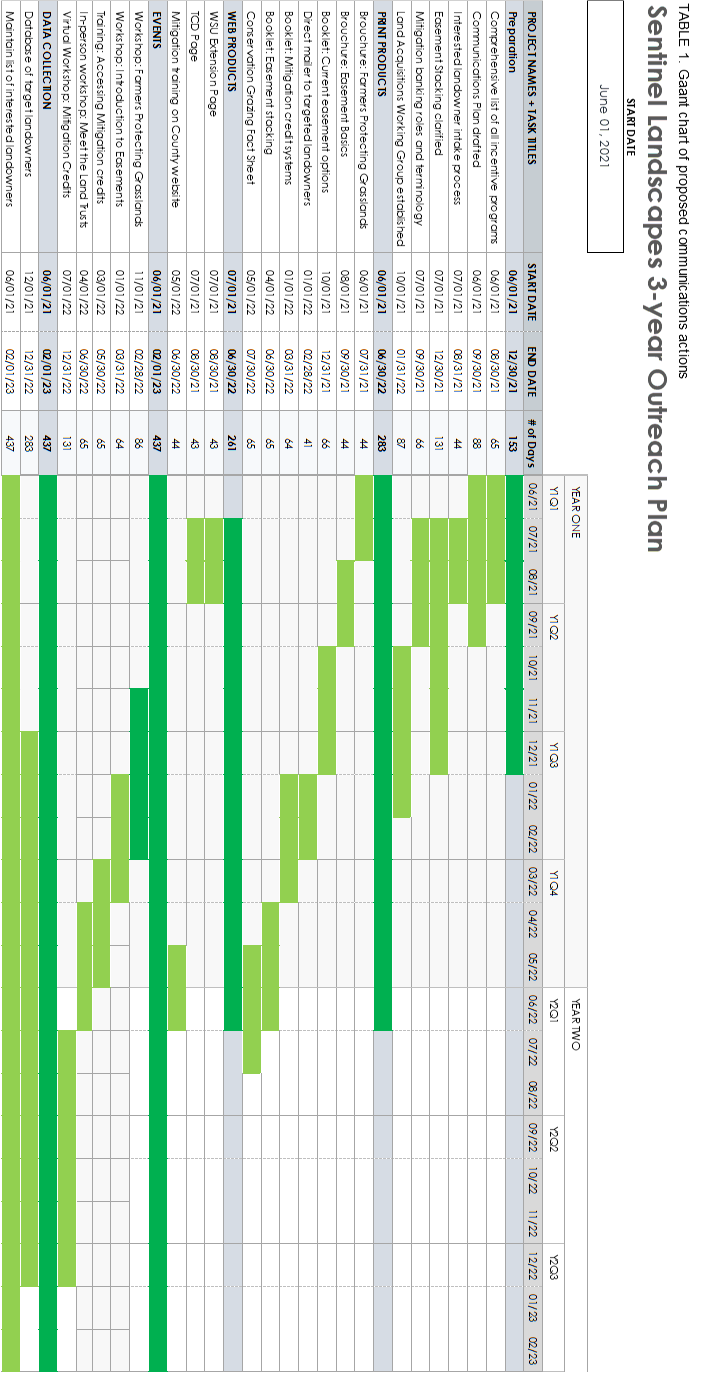 TABLE 1. Gaant chart of proposed communications actions
Sentinel Landscapes 3-year Outreach Plan
START DATE
June 01, 2021
YEAR ONE YEAR TWO
Y1Q1 Y1Q2 Y1Q3 Y1Q4 Y2Q1 Y2Q2 Y2Q3
PROJECT NAMES + TASK TITLES START DATE END DATE # of Days 06/21 07/21 08/21 09/21 10/21 11/21 12/21 01/22 02/22 03/22 04/22 05/22 06/22 07/22 08/22 09/22 10/22 11/22 12/22 01/23 02/23
Preparation 06/01/21 12/30/21 153
Comprehensive list of all incentive programs 06/01/21 08/30/21 65
Communications Plan drafted 06/01/21 09/30/21 88
Interested landowner intake process 07/01/21 08/31/21 44
Easement Stacking clarified 07/01/21 12/30/21 131
Mitigation banking roles and terminology 07/01/21 09/30/21 66
Land Acquisitions Working Group established 10/01/21 01/31/22 87
PRINT PRODUCTS 06/01/21 06/30/22 283
Brouchure: Farmers Protecting Grasslands 06/01/21 07/31/21 44
Brouchure: Easement Basics 08/01/21 09/30/21 44
Booklet: Current easement options 10/01/21 12/31/21 66
Direct mailer to targeted landowners 01/01/22 02/28/22 41
Booklet: Mitigation credit systems 01/01/22 03/31/22 64
Booklet: Easement stacking 04/01/22 06/30/22 65
Conservation Grazing Fact Sheet 05/01/22 07/30/22 65
WEB PRODUCTS 07/01/21 06/30/22 261
WSU Extension Page 07/01/21 08/30/21 43
TCD Page 07/01/21 08/30/21 43
Mitigation training on County website 05/01/22 06/30/22 44
EVENTS 06/01/21 02/01/23 437
Workshop: Farmers Protecting Grasslands 11/01/21 02/28/22 86
Workshop: Introduction to Easements 01/01/22 03/31/22 64
Training: Accessing Mitigation credits 03/01/22 05/30/22 65
In-person workshop: Meet the Land Trusts 04/01/22 06/30/22 65
Virtual Workshop: Mitigation Credits 07/01/22 12/31/22 131
DATA COLLECTION 06/01/21 02/01/23 437
Database of target landowners 12/01/21 12/31/22 283
Maintain list of interested landowners 06/01/21 02/01/23 437